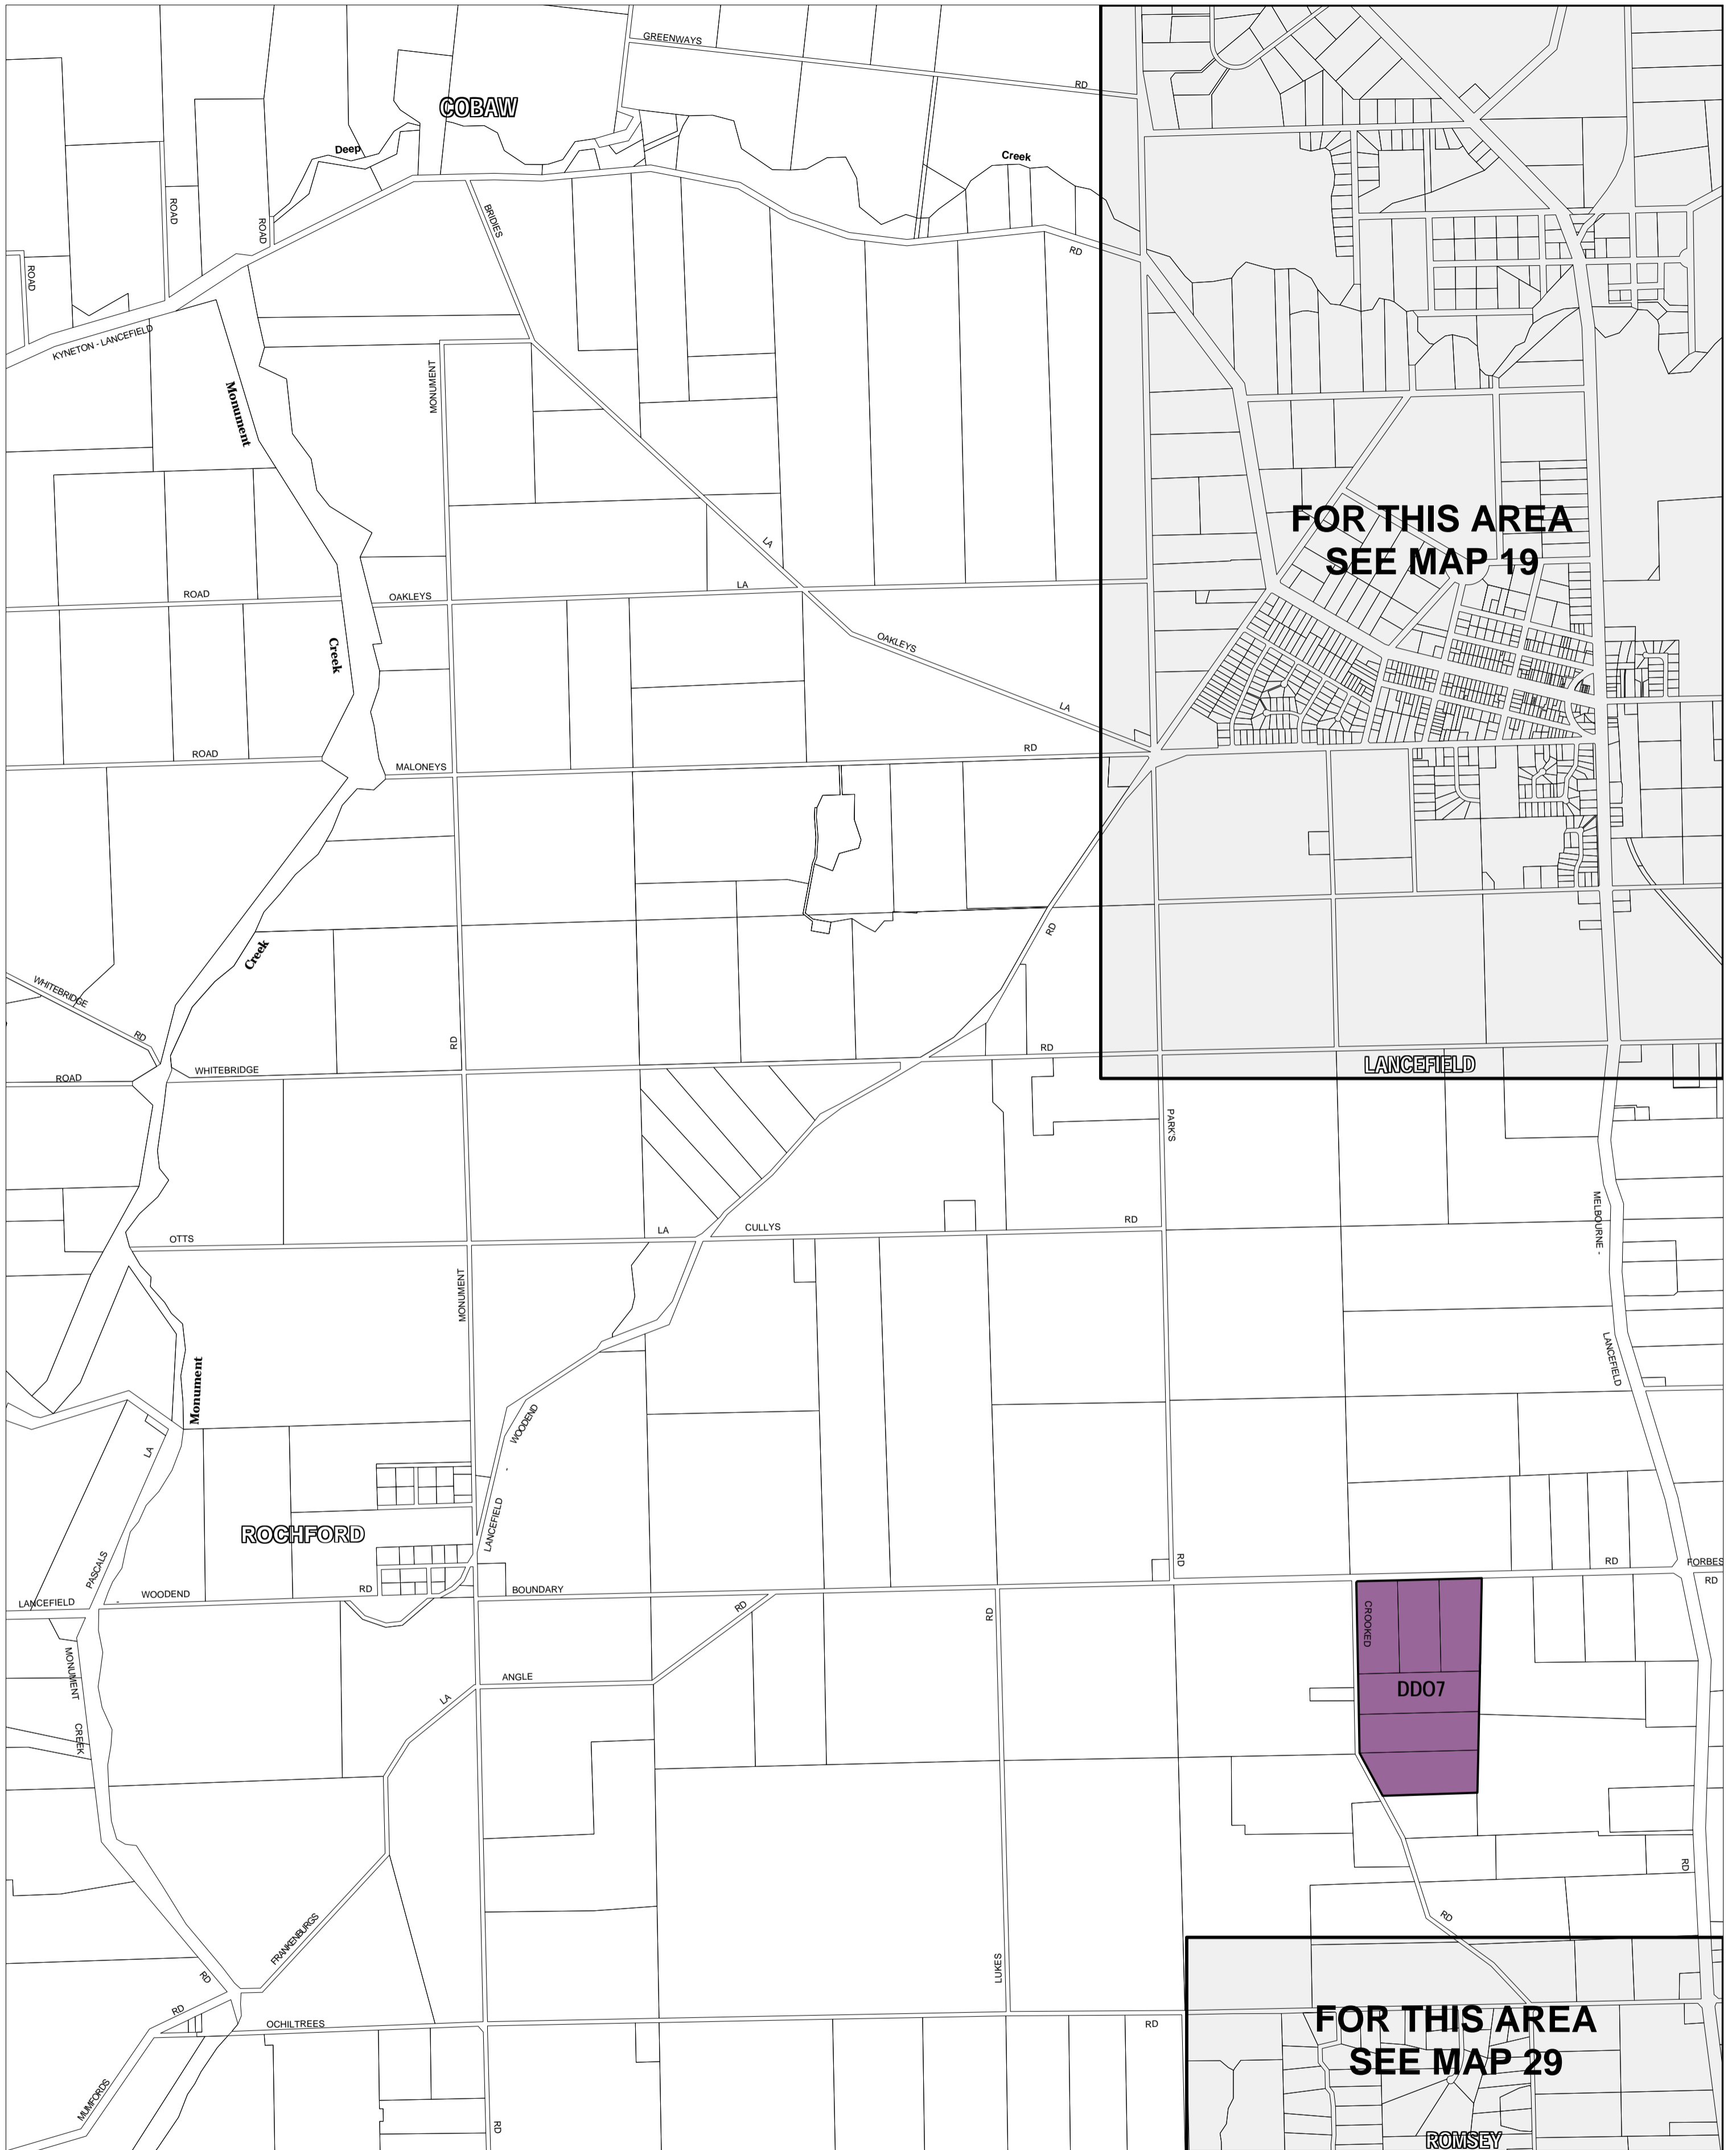 GREENWAYS
RD
COBAW
Deep
Creek
ROAD
ROAD
BRIDIES
RD
ROAD
KYNETON - LANCEFIELD
MONUMENT
Monument
FOR THIS AREA
SEE MAP 19
LA
LA
ROAD
OAKLEYS
OAKLEYS
Creek
LA
RD
ROAD
MALONEYS
RD
Creek
WHITEBRIDGE
RD
RD
RD
LANCEFIELD
WHITEBRIDGE
ROAD
PARK'S
MELBOURNE -
RD
CULLYS
LA
OTTS
MONUMENT
LANCEFIELD
Monument
WOODEND
-
LA
LANCEFIELD
ROCHFORD
RD
RD
FORBES
PASCALS
RD
BOUNDARY
WOODEND
RD
LANCEFIELD
-
RD
RD
CROOKED
MONUMENT
ANGLE
DDO7
LA
CREEK
RD
RD
FRANKENBURGS
LUKES
RD
RD
OCHILTREES
RD
FOR THIS AREA
SEE MAP 29
MUMFORDS
RD
ROMSEY